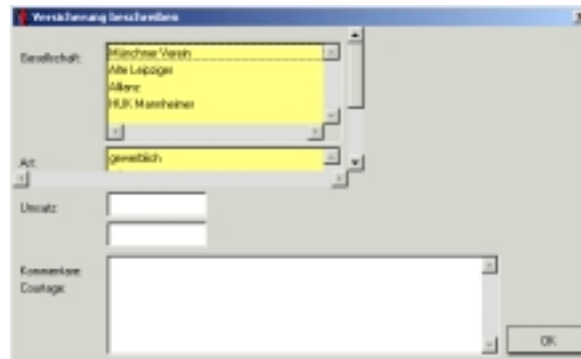 Versicherung beschreiben
Gesellschaft:
Münchner Verein
Alte Leipziger
Allianz
HUK Mannheimer
Art:
gewerblich
Umsatz:
Kommentare:
Courtage:
OK